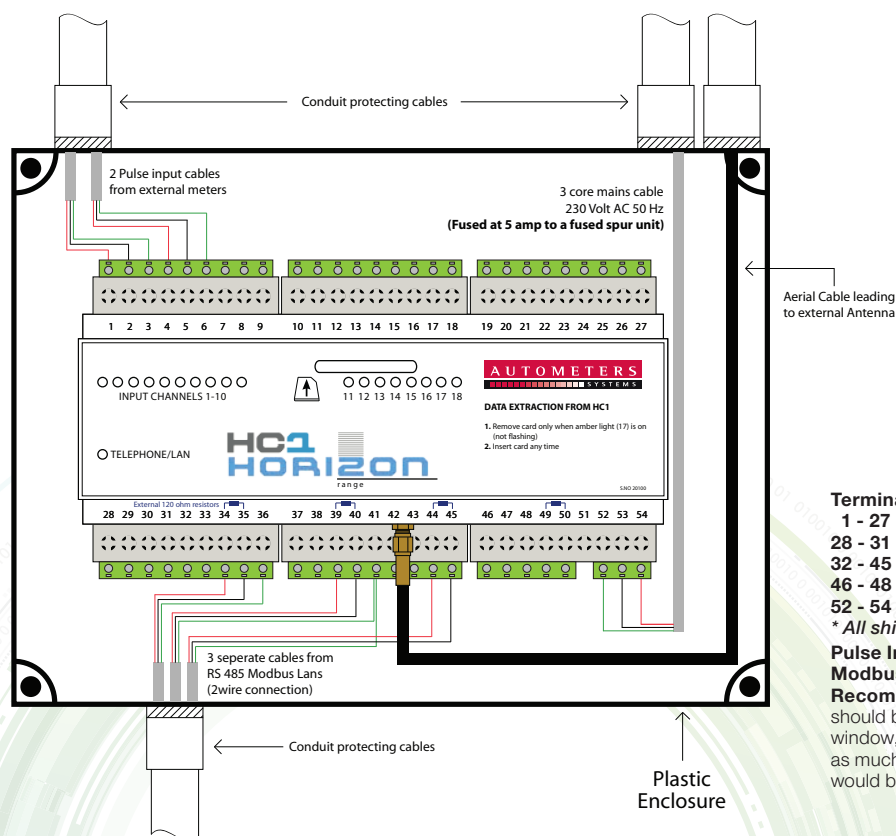 Conduit protecting cables
2 Pulse input cables
from external meters
3 core mains cable
230 Volt AC 50 Hz
(Fused at 5 amp to a fused spur unit)
Aerial Cable leading
to external Antenna
1 2 3 4 5 6 7 8 9 10 11 12 13 14 15 16 17 18 19 20 21 22 23 24 25 26 27
INPUT CHANNELS 1-10
11 12 13 14 15 16 17 18
AUTOMETERS
SYSTEMS
DATA EXTRACTION FROM HC1
1. Remove card only when amber light (17) is on
(not flashing)
2. Insert card any time
TELEPHONE/LAN
HC1
HORIZON
range
S.NO 20100
External 120 ohm resistors
28 29 30 31 32 33 34 35 36 37 38 39 40 41 42 43 44 45 46 47 48 49 50 51 52 53 54
3 seperate cables from
RS 485 Modbus Lans
(2wire connection)
Conduit protecting cables
Plastic
Enclosure
Termina
1 - 27
28 - 31
32 - 45
46 - 48
52 - 54
* All shi
Pulse In
Modbus
Recom
should b
window,
as much
would b